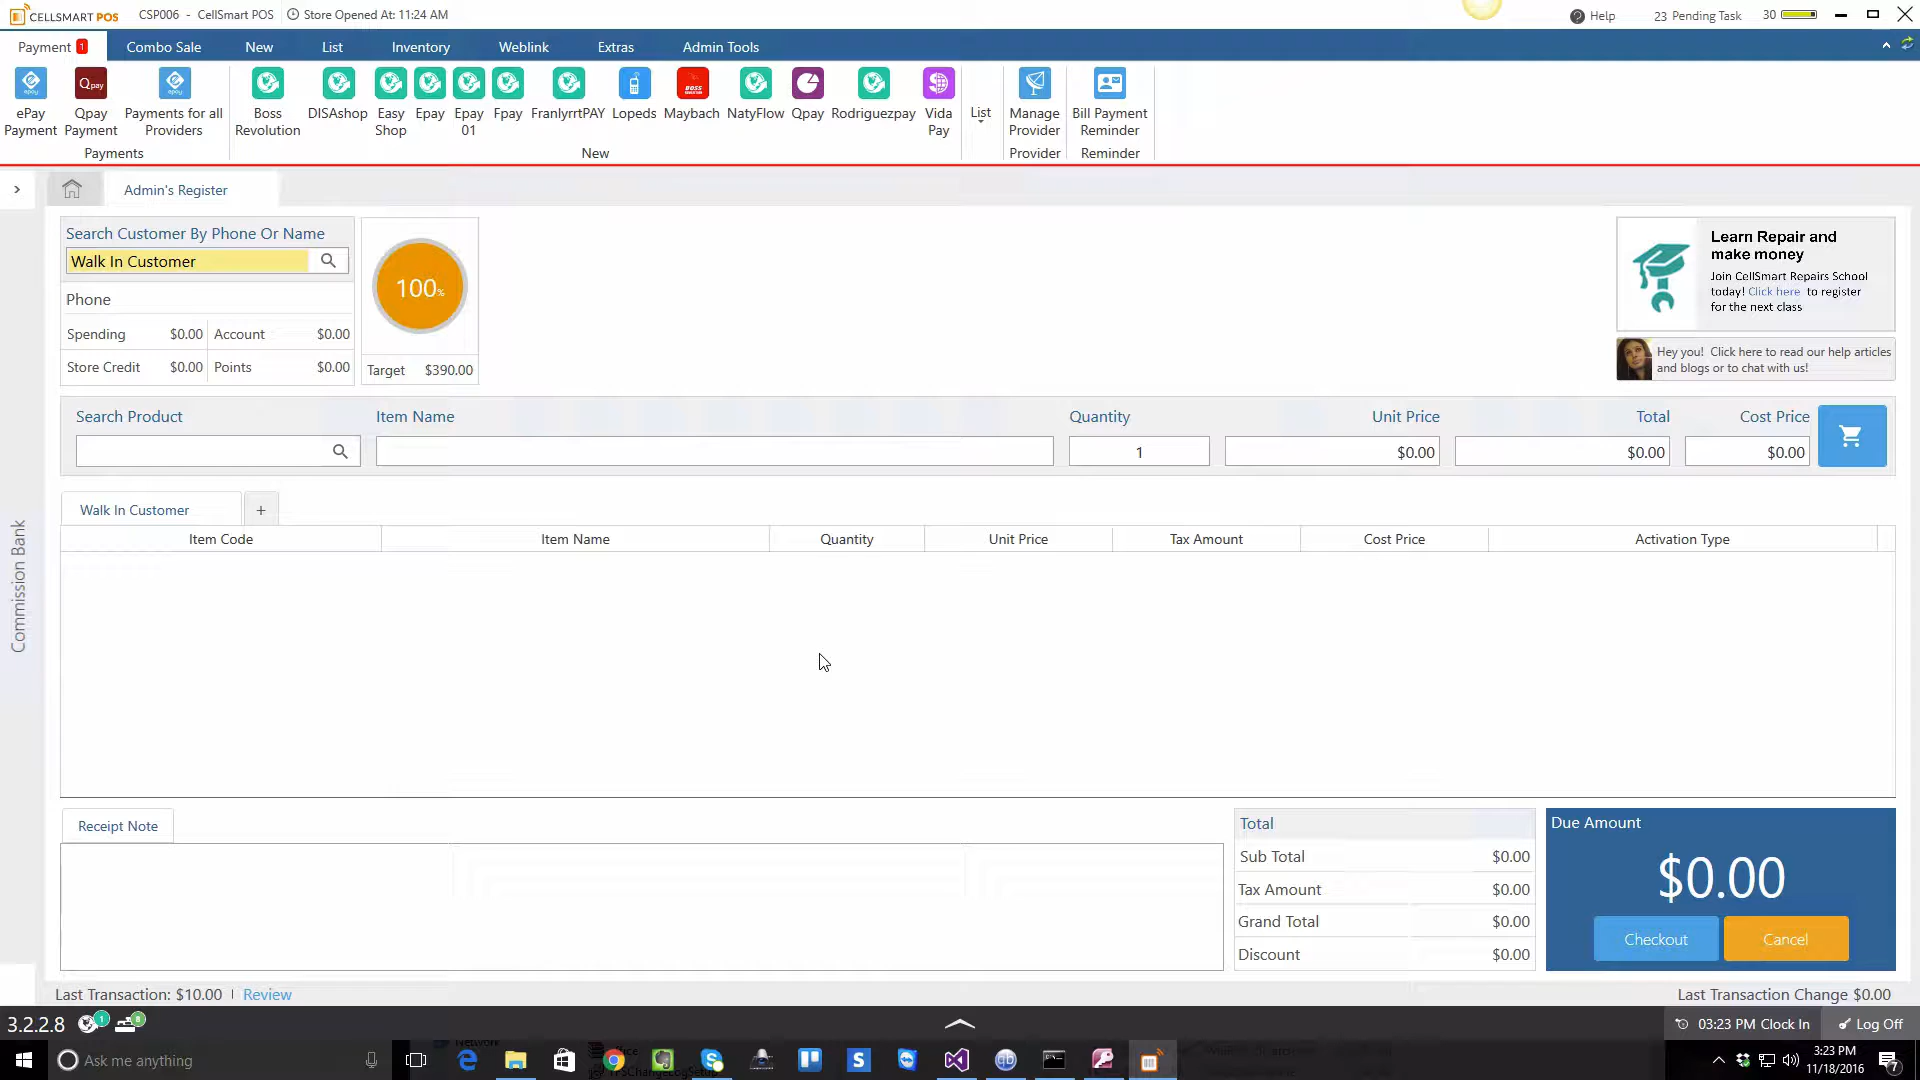 CELLSMART POS CSP006 - CellSmart POS Store Opened At: 11:24 AM Help 23 Pending Task 30
Payment 1 Combo Sale New List Inventory Weblink Extras Admin Tools
ePay Payment
Qpay Payment
Payments for all Providers
Boss Revolution
DISAshop
Easy Shop
Epay
Epay 01
Fpay
FranlyrrtPAY
Lopeds
Maybach
NatyFlow
Qpay
Rodriguezpay
Vida Pay
List
Manage Provider
Bill Payment Reminder
Payments New Provider Reminder
Admin's Register
Search Customer By Phone Or Name
Walk In Customer
Phone
Spending $0.00 Account $0.00
Store Credit $0.00 Points $0.00
100%
Target $390.00
Learn Repair and
make money
Join CellSmart Repairs School
today! Click here to register
for the next class
Hey you! Click here to read our help articles
and blogs or to chat with us!
Search Product Item Name Quantity Unit Price Total Cost Price
1 $0.00 $0.00 $0.00
Commission Bank
Walk In Customer +
Item Code Item Name Quantity Unit Price Tax Amount Cost Price Activation Type
Receipt Note
Total
Sub Total $0.00
Tax Amount $0.00
Grand Total $0.00
Discount $0.00
Due Amount
$0.00
Checkout Cancel
Last Transaction: $10.00 | Review Last Transaction Change $0.00
3.2.2.8 1 8 03:23 PM Clock In Log Off
Ask me anything 3:23 PM
11/18/2016 7